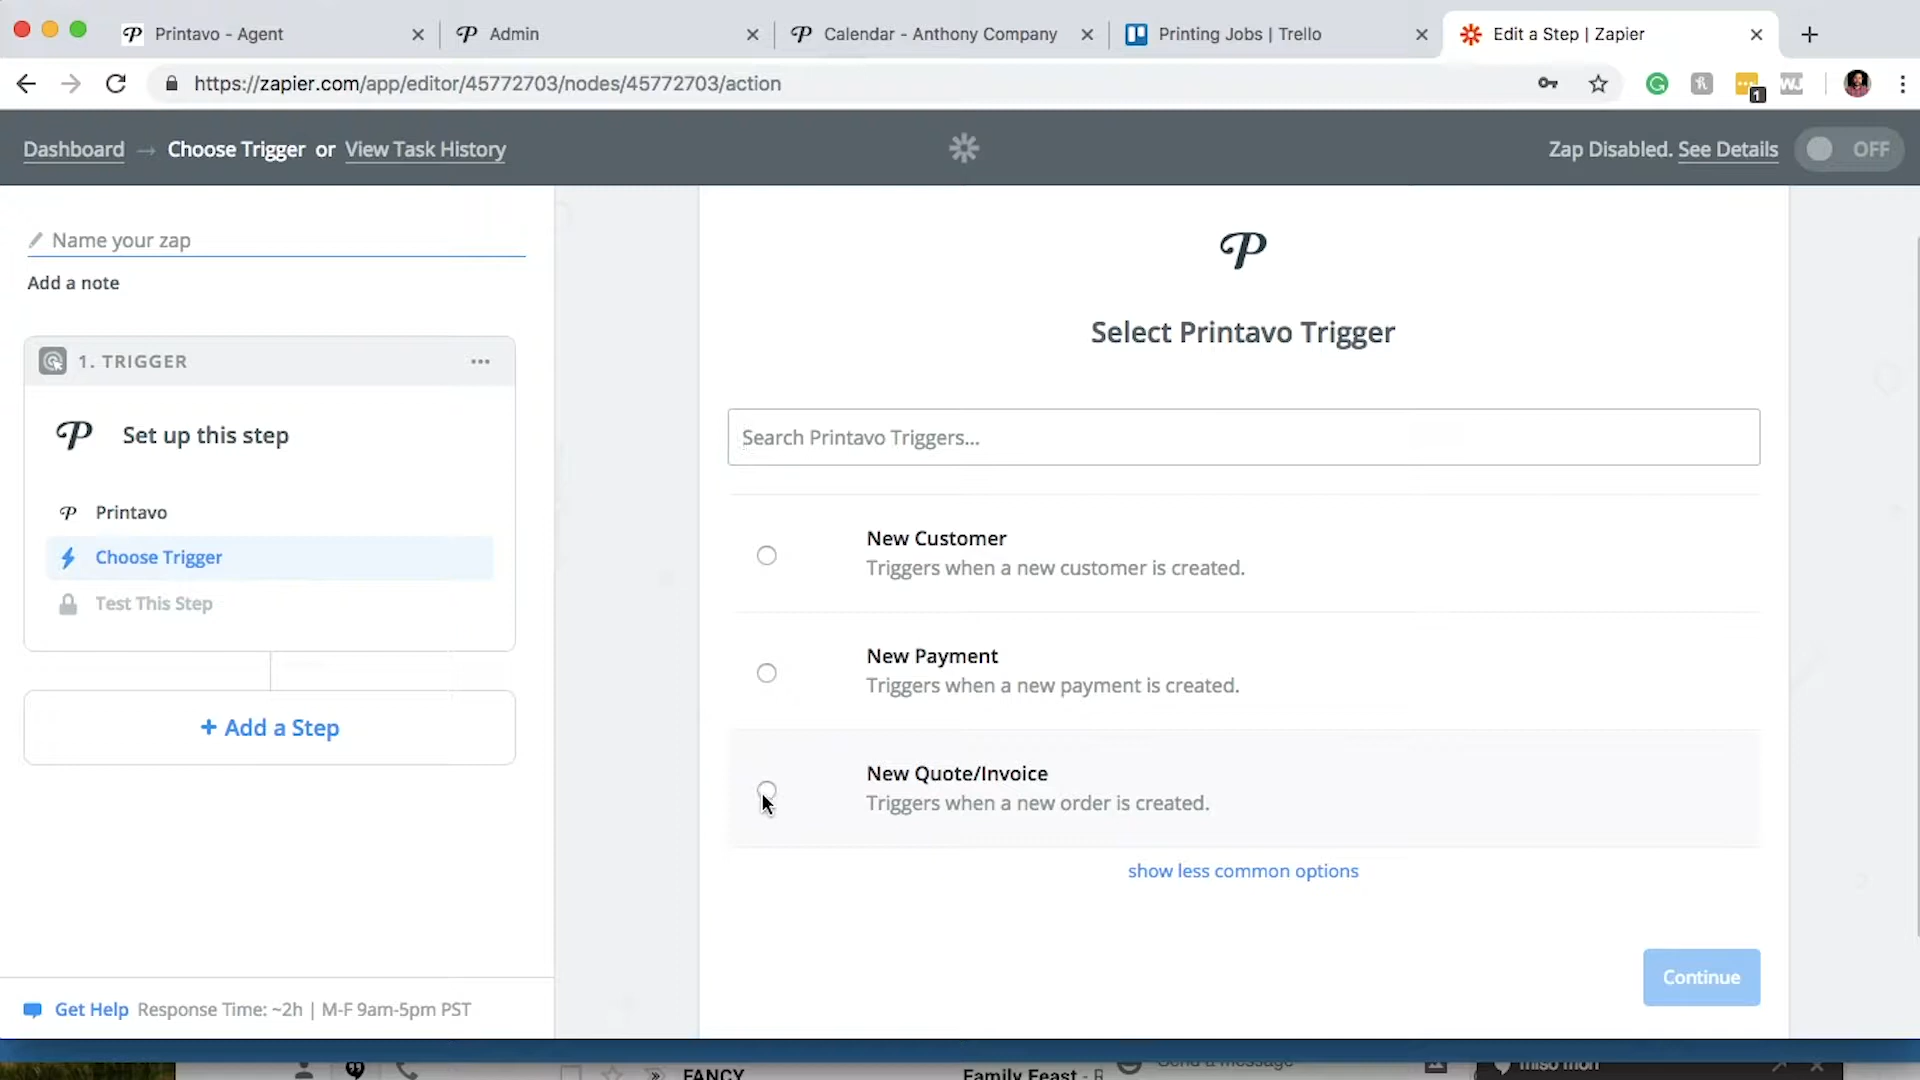 Printavo - Agent
Admin
Calendar - Anthony Company
Printing Jobs | Trello
Edit a Step | Zapier
https://zapier.com/app/editor/45772703/nodes/45772703/action
1
Dashboard → Choose Trigger or View Task History
Zap Disabled. See Details
OFF
Name your zap
Add a note
1. TRIGGER
Set up this step
Printavo
Choose Trigger
Test This Step
+ Add a Step
Get Help Response Time: ~2h | M-F 9am-5pm PST
Select Printavo Trigger
Search Printavo Triggers...
New Customer
Triggers when a new customer is created.
New Payment
Triggers when a new payment is created.
New Quote/Invoice
Triggers when a new order is created.
show less common options
Continue
FANCY
Family Feast -
Send a message
miso mori